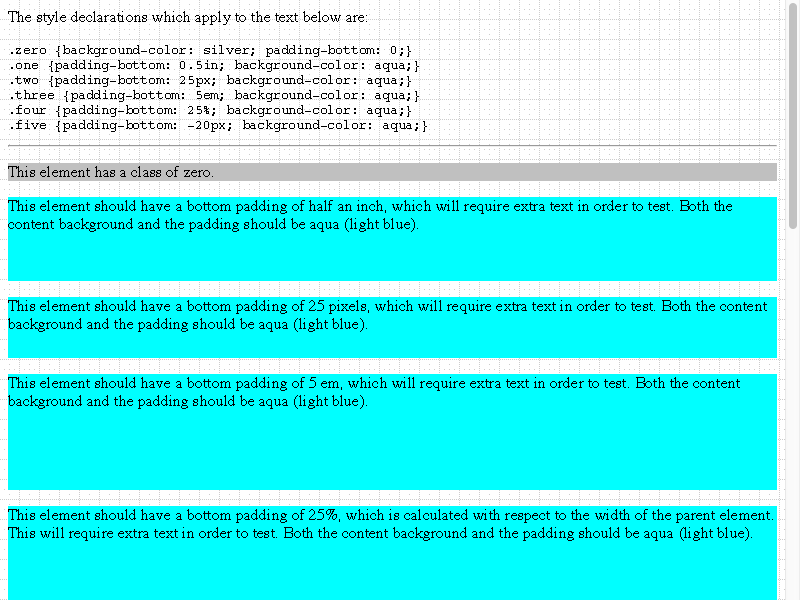 The style declarations which apply to the text below are:
.zero {background-color: silver; padding-bottom: 0;}
.one {padding-bottom: 0.5in; background-color: aqua;}
.two {padding-bottom: 25px; background-color: aqua;}
.three {padding-bottom: 5em; background-color: aqua;}
.four {padding-bottom: 25%; background-color: aqua;}
.five {padding-bottom: -20px; background-color: aqua;}
This element has a class of zero.
This element should have a bottom padding of half an inch, which will require extra text in order to test. Both the
content background and the padding should be aqua (light blue).
This element should have a bottom padding of 25 pixels, which will require extra text in order to test. Both the content
background and the padding should be aqua (light blue).
This element should have a bottom padding of 5 em, which will require extra text in order to test. Both the content
background and the padding should be aqua (light blue).
This element should have a bottom padding of 25%, which is calculated with respect to the width of the parent element.
This will require extra text in order to test. Both the content background and the padding should be aqua (light blue).